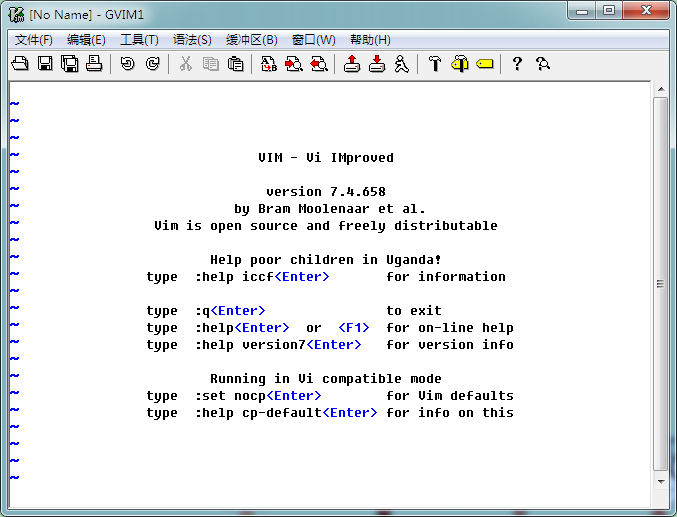 [No Name] - GVIM1
文件(F) 编辑(E) 工具(T) 语法(S) 缓冲区(B) 窗口(W) 帮助(H)
~
~
~
VIM - Vi IMproved
~
version 7.4.658
by Bram Moolenaar et al.
Vim is open source and freely distributable
~
Help poor children in Uganda!
type :help iccf<Enter> for information
~
type :q<Enter> to exit
type :help<Enter> or <F1> for on-line help
type :help version7<Enter> for version info
~
Running in Vi compatible mode
type :set nocp<Enter> for Vim defaults
type :help cp-default<Enter> for info on this
~
~
~
~